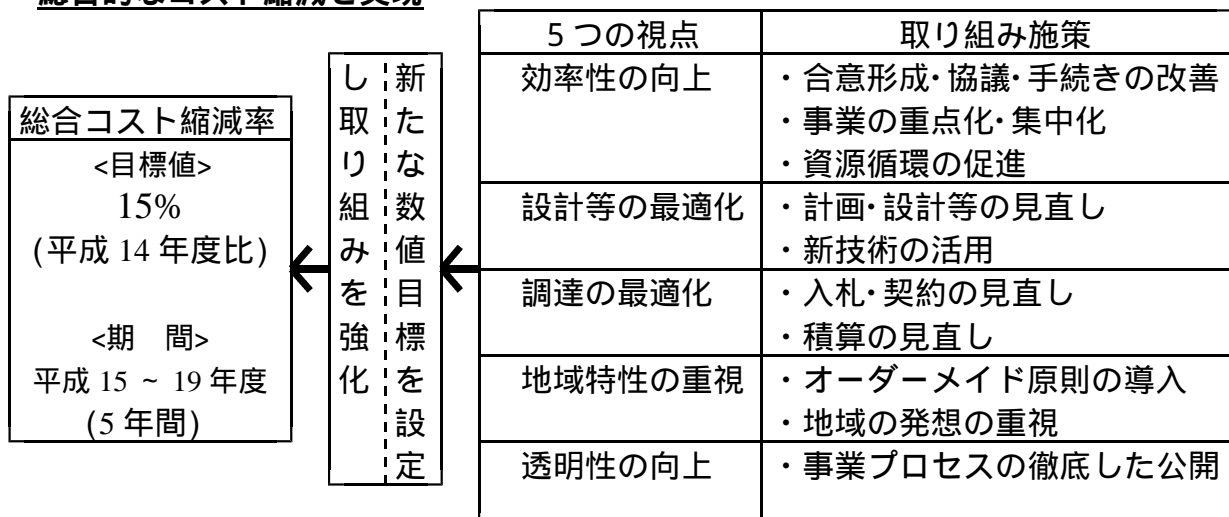 総合的なコスト縮減を実現
総合コスト縮減率
<目標値>
15%
(平成 14 年度比)
<期　間>
平成 15 ~ 19 年度
(5 年間)
新たな数値目標を設定
し取り組みを強化
5 つの視点 取り組み施策
効率性の向上 ・合意形成・協議・手続きの改善
・事業の重点化・集中化
・資源循環の促進
設計等の最適化 ・計画・設計等の見直し
・新技術の活用
調達の最適化 ・入札・契約の見直し
・積算の見直し
地域特性の重視 ・オーダーメイド原則の導入
・地域の発想の重視
透明性の向上 ・事業プロセスの徹底した公開